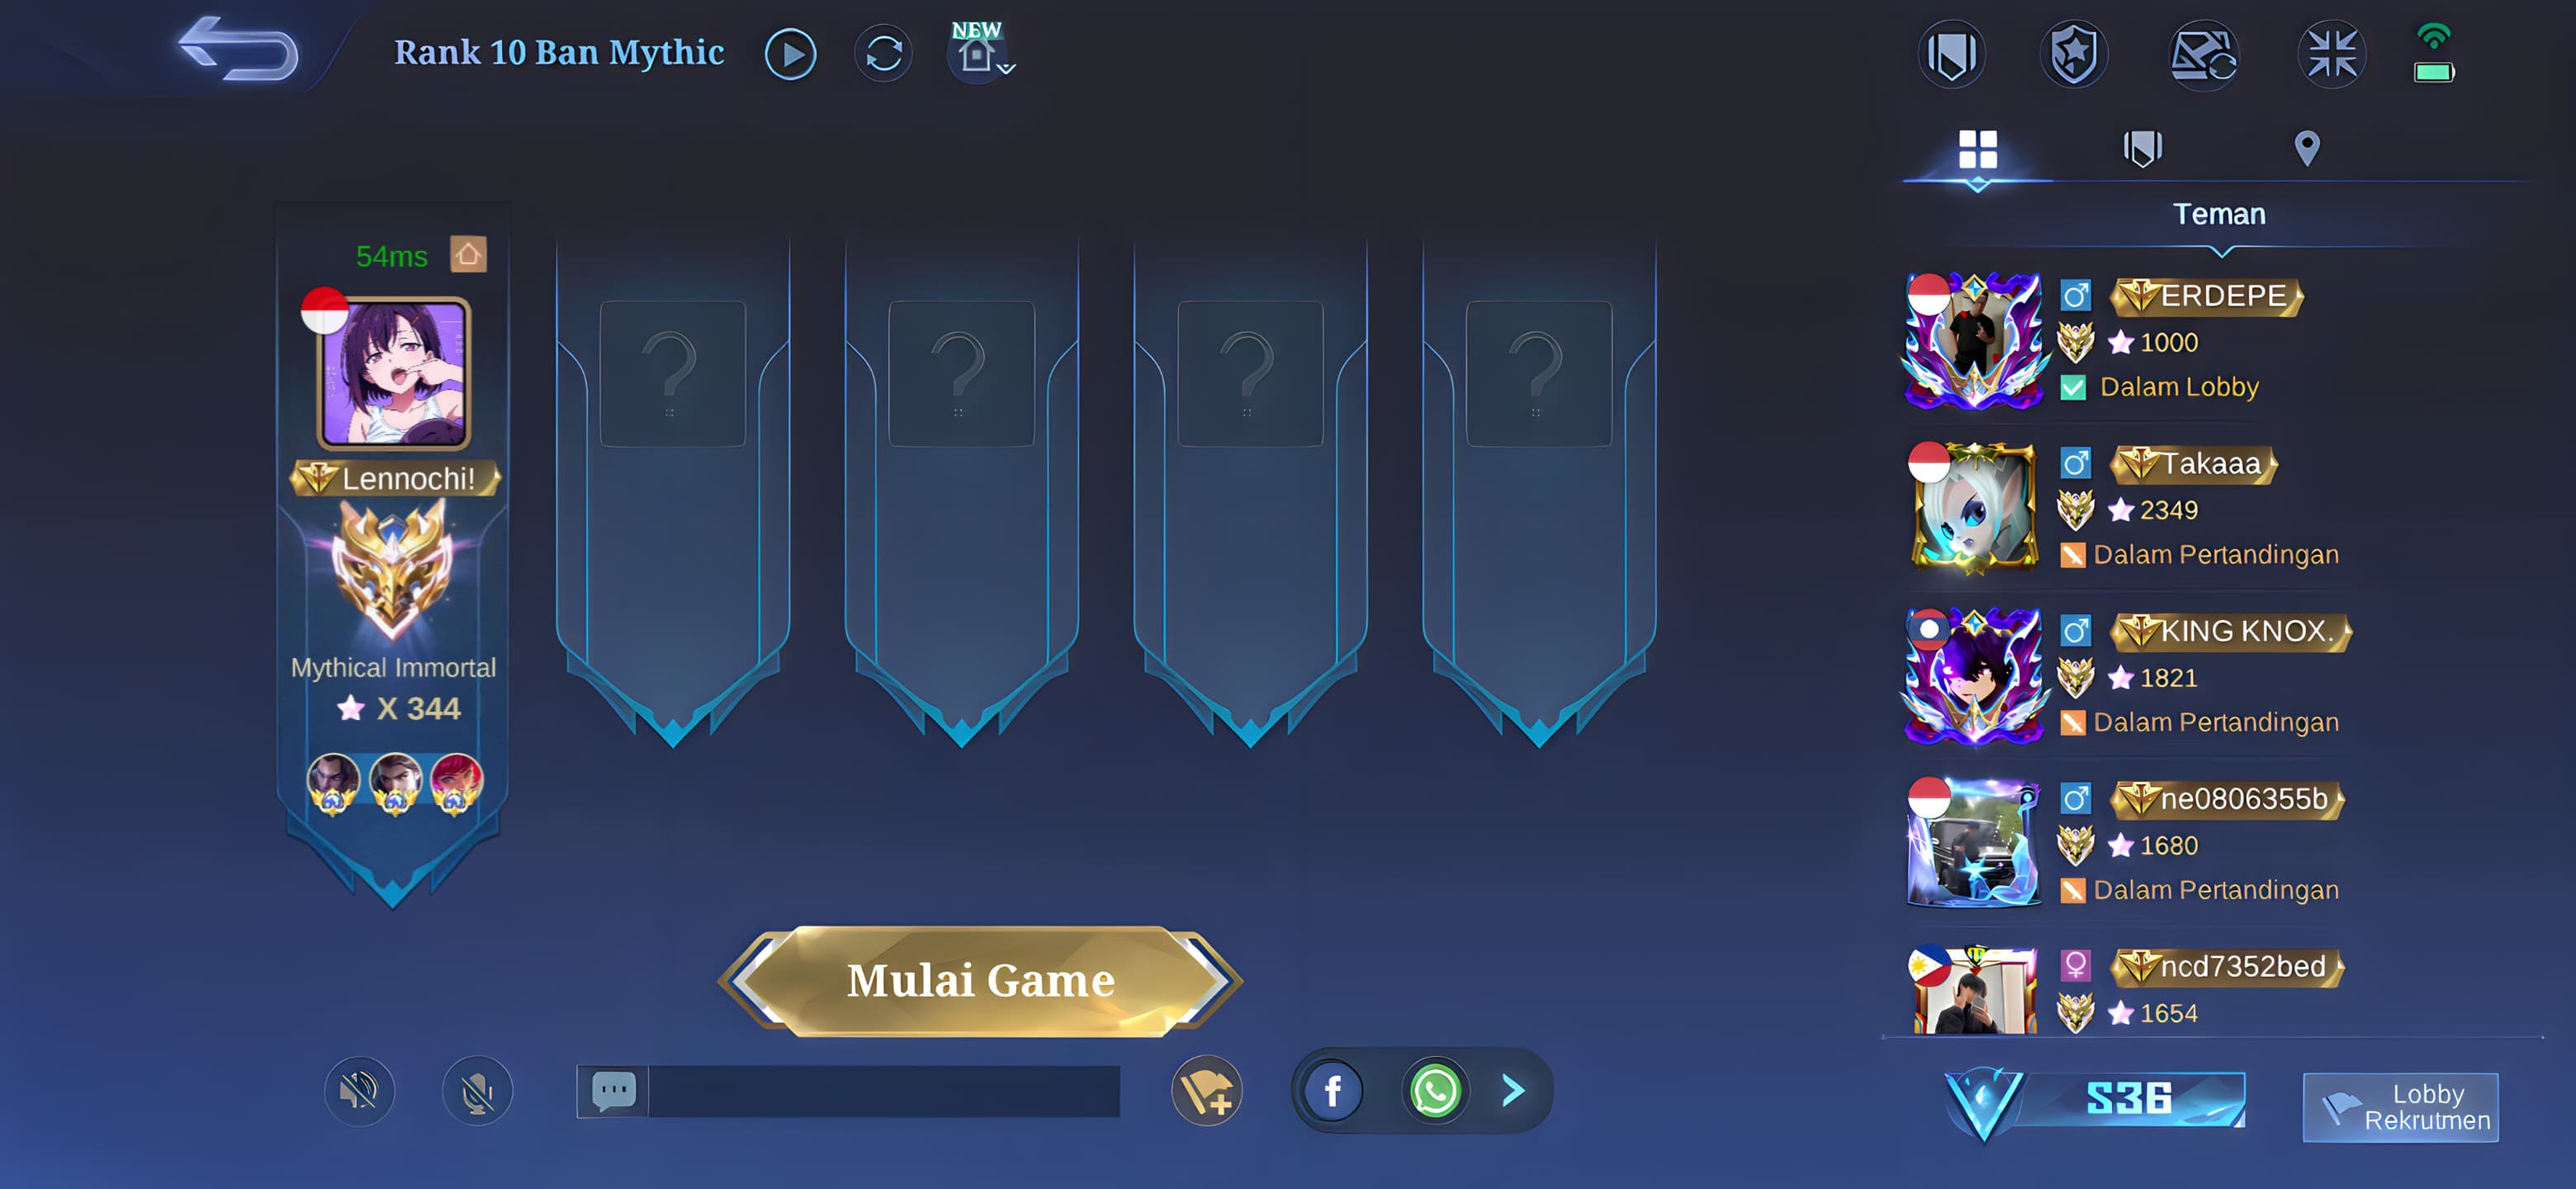 Rank 10 Ban Mythic
NEW
54ms
Lennochi!
Mythical Immortal
X 344
Mulai Game
Teman
ERDEPE
1000
Dalam Lobby
Takaaa
2349
Dalam Pertandingan
KING KNOX.
1821
Dalam Pertandingan
ne0806355b
1680
Dalam Pertandingan
ncd7352bed
1654
S36
Lobby
Rekrutmen